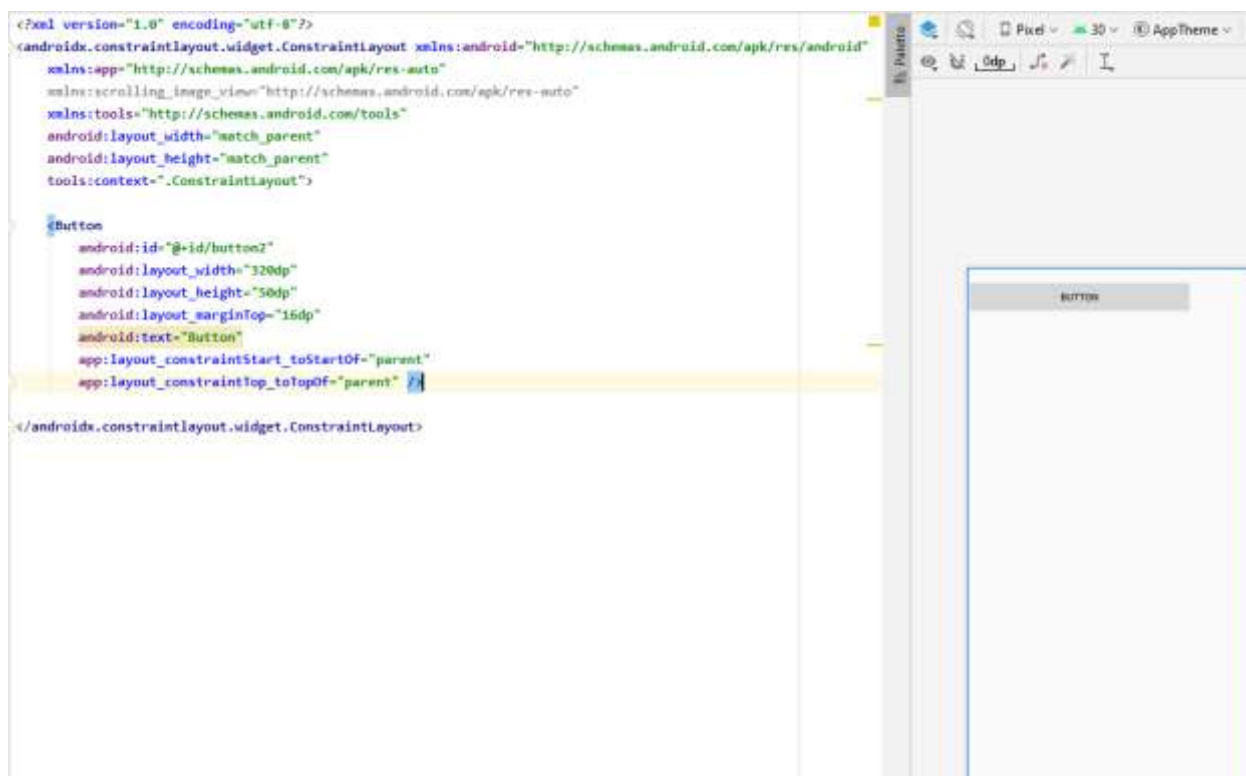 <?xml version="1.0" encoding="utf-8"?>
<androidx.constraintlayout.widget.ConstraintLayout xmlns:android="http://schemas.android.com/apk/res/android"
xmlns:app="http://schemas.android.com/apk/res-auto"
xmlns:scrolling_image_view="http://schemas.android.com/apk/res-auto"
xmlns:tools="http://schemas.android.com/tools"
android:layout_width="match_parent"
android:layout_height="match_parent"
tools:context=".ConstraintLayout">
<Button
android:id="@+id/button2"
android:layout_width="320dp"
android:layout_height="50dp"
android:layout_marginTop="16dp"
android:text="Button"
app:layout_constraintStart_toStartOf="parent"
app:layout_constraintTop_toTopOf="parent" />
</androidx.constraintlayout.widget.ConstraintLayout>
Palette
Pixel 30 AppTheme
0dp
BUTTON